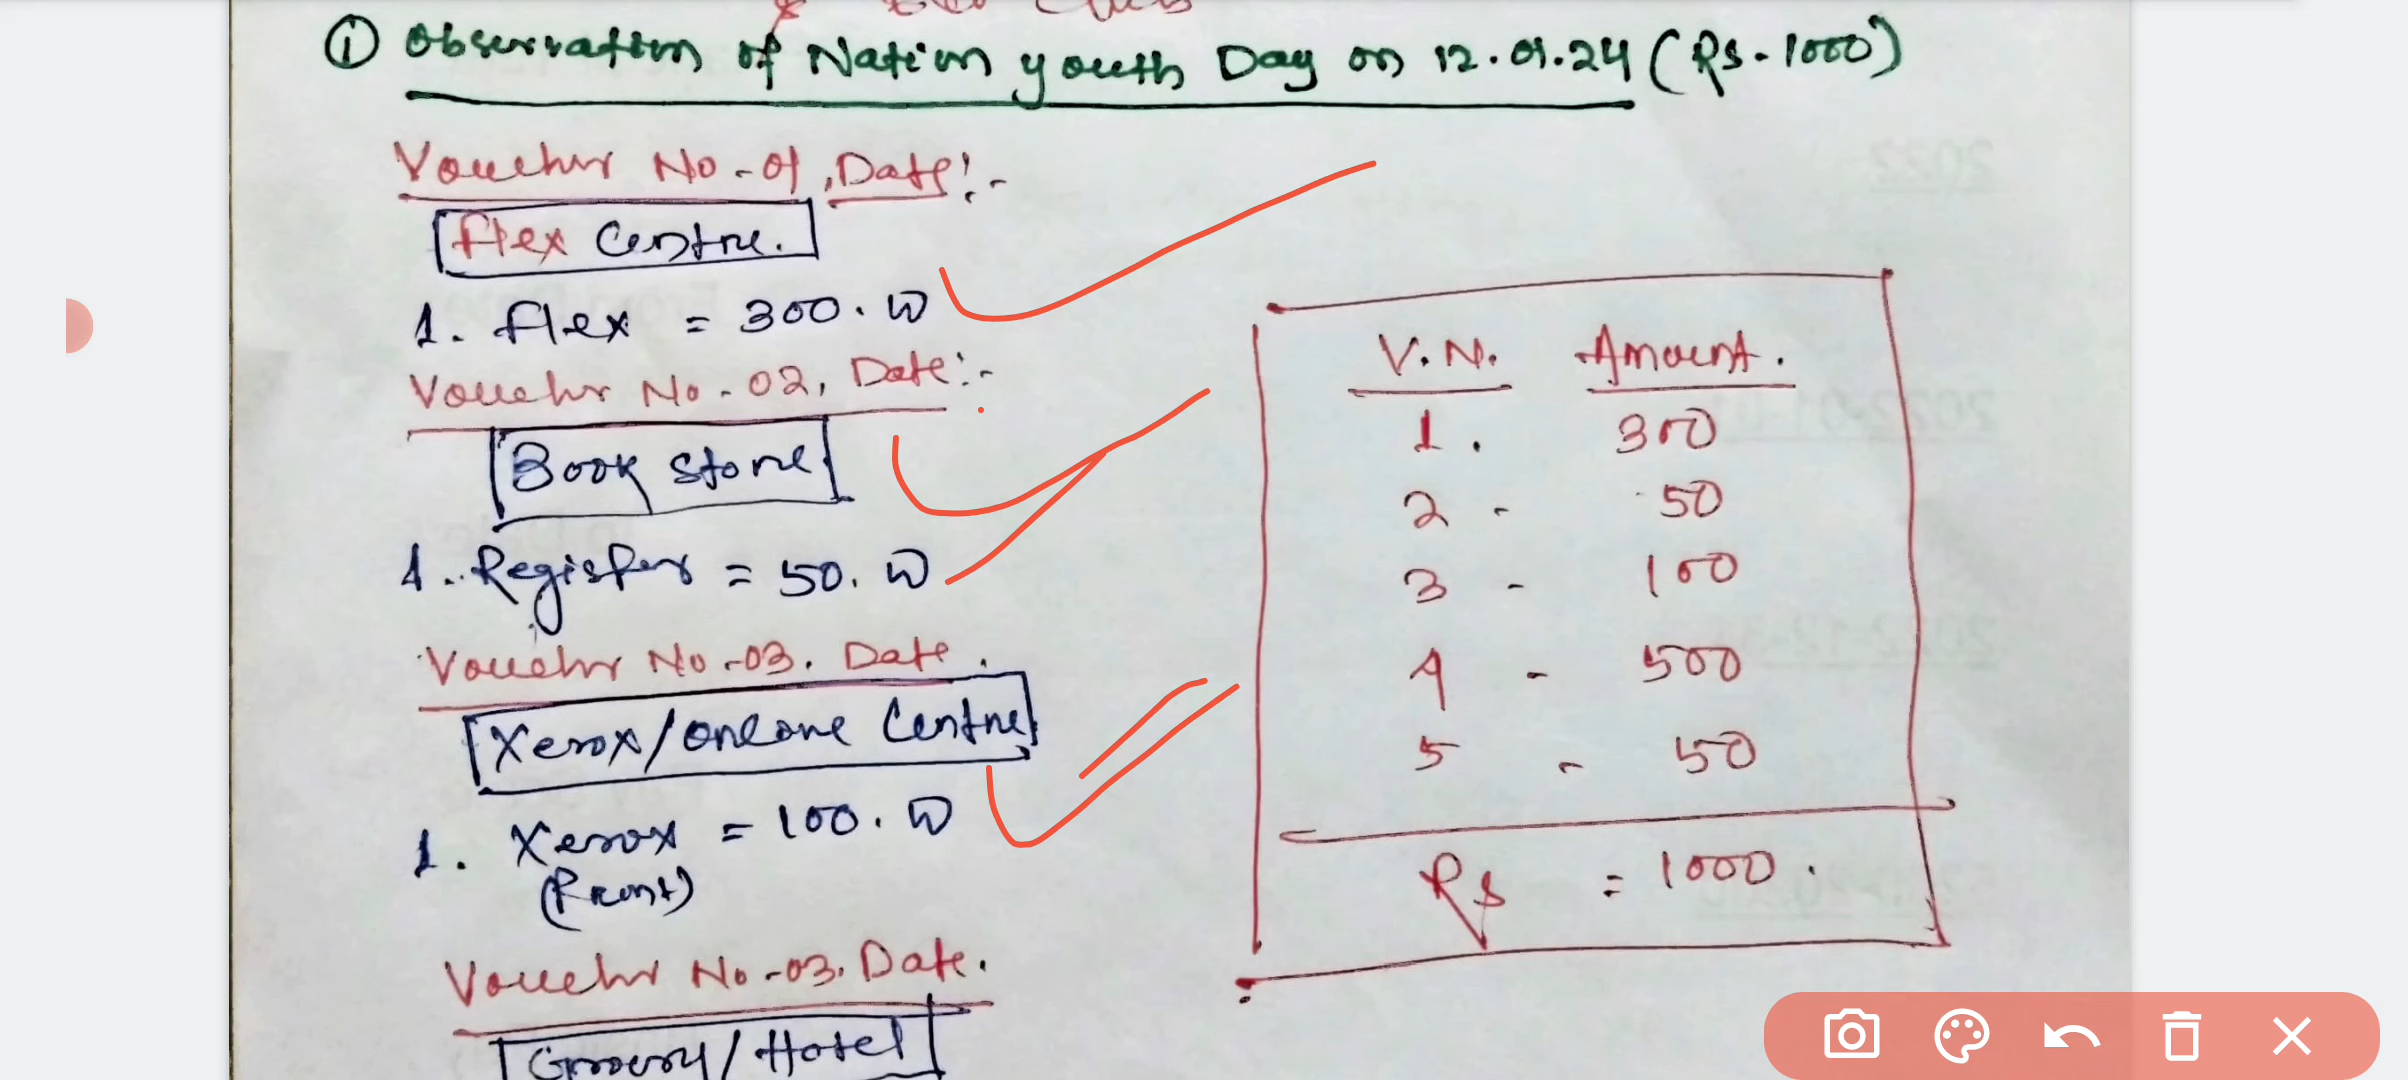 ① Observation of Nation youth Day on 12.01.24 (Rs-1000)
Voucher No-01, Date:-
Flex Centre.
1. Flex = 300.00
Voucher No-02, Date:-
Book Store
1. Register = 50.00
Voucher No-03. Date.
Xerox/Online Centre
1. Xerox = 100.00
(Print)
Voucher No-03. Date.
Grocery/Hotel
V.N. Amount.
1. 300
2 - 50
3 - 100
4 - 500
5 - 50
Rs = 1000.
2022